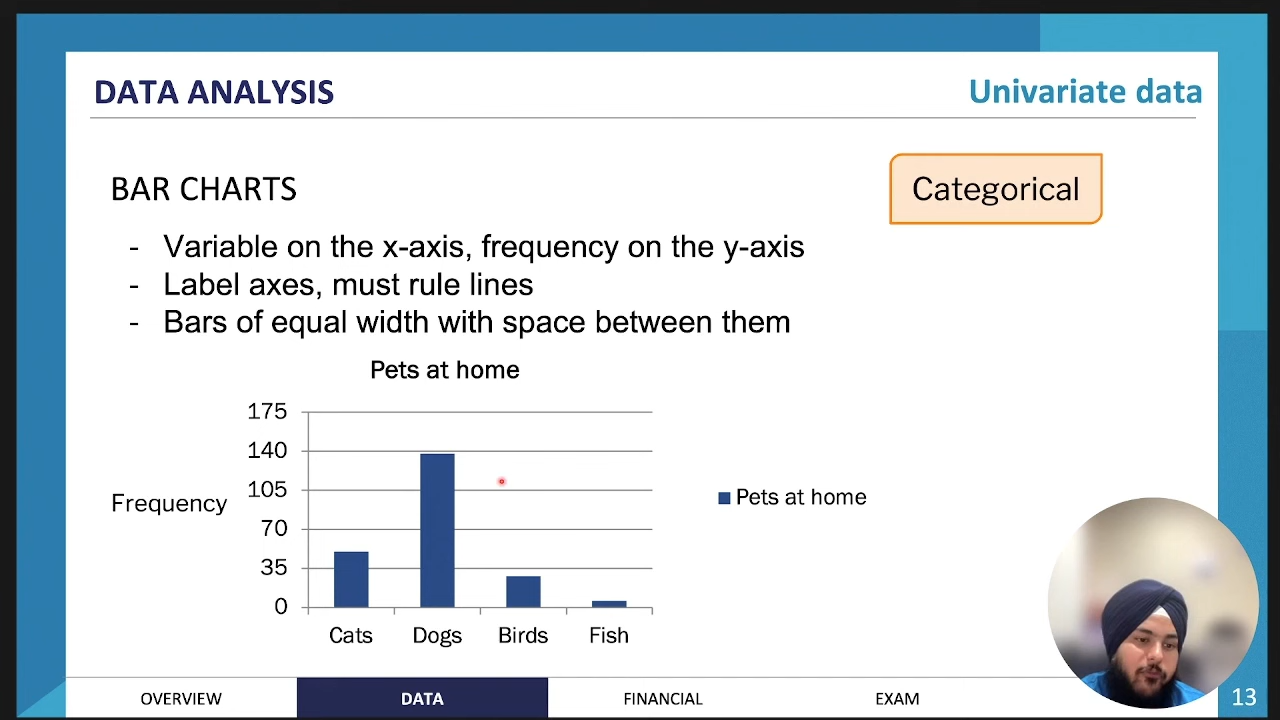 DATA ANALYSIS
Univariate data
BAR CHARTS
Categorical
- Variable on the x-axis, frequency on the y-axis
- Label axes, must rule lines
- Bars of equal width with space between them
Pets at home
175
140
105
70
35
0
Frequency
Cats Dogs Birds Fish
Pets at home
OVERVIEW DATA FINANCIAL EXAM
13